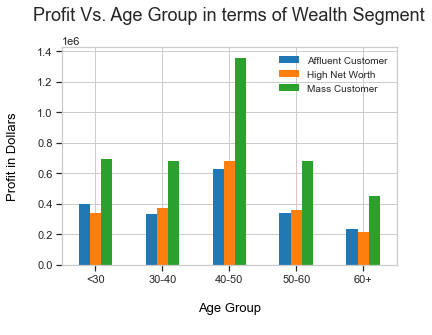 Profit Vs. Age Group in terms of Wealth Segment
1e6
1.4
1.2
1.0
0.8
0.6
0.4
0.2
0.0
Profit in Dollars
Affluent Customer
High Net Worth
Mass Customer
<30
30-40
40-50
50-60
60+
Age Group